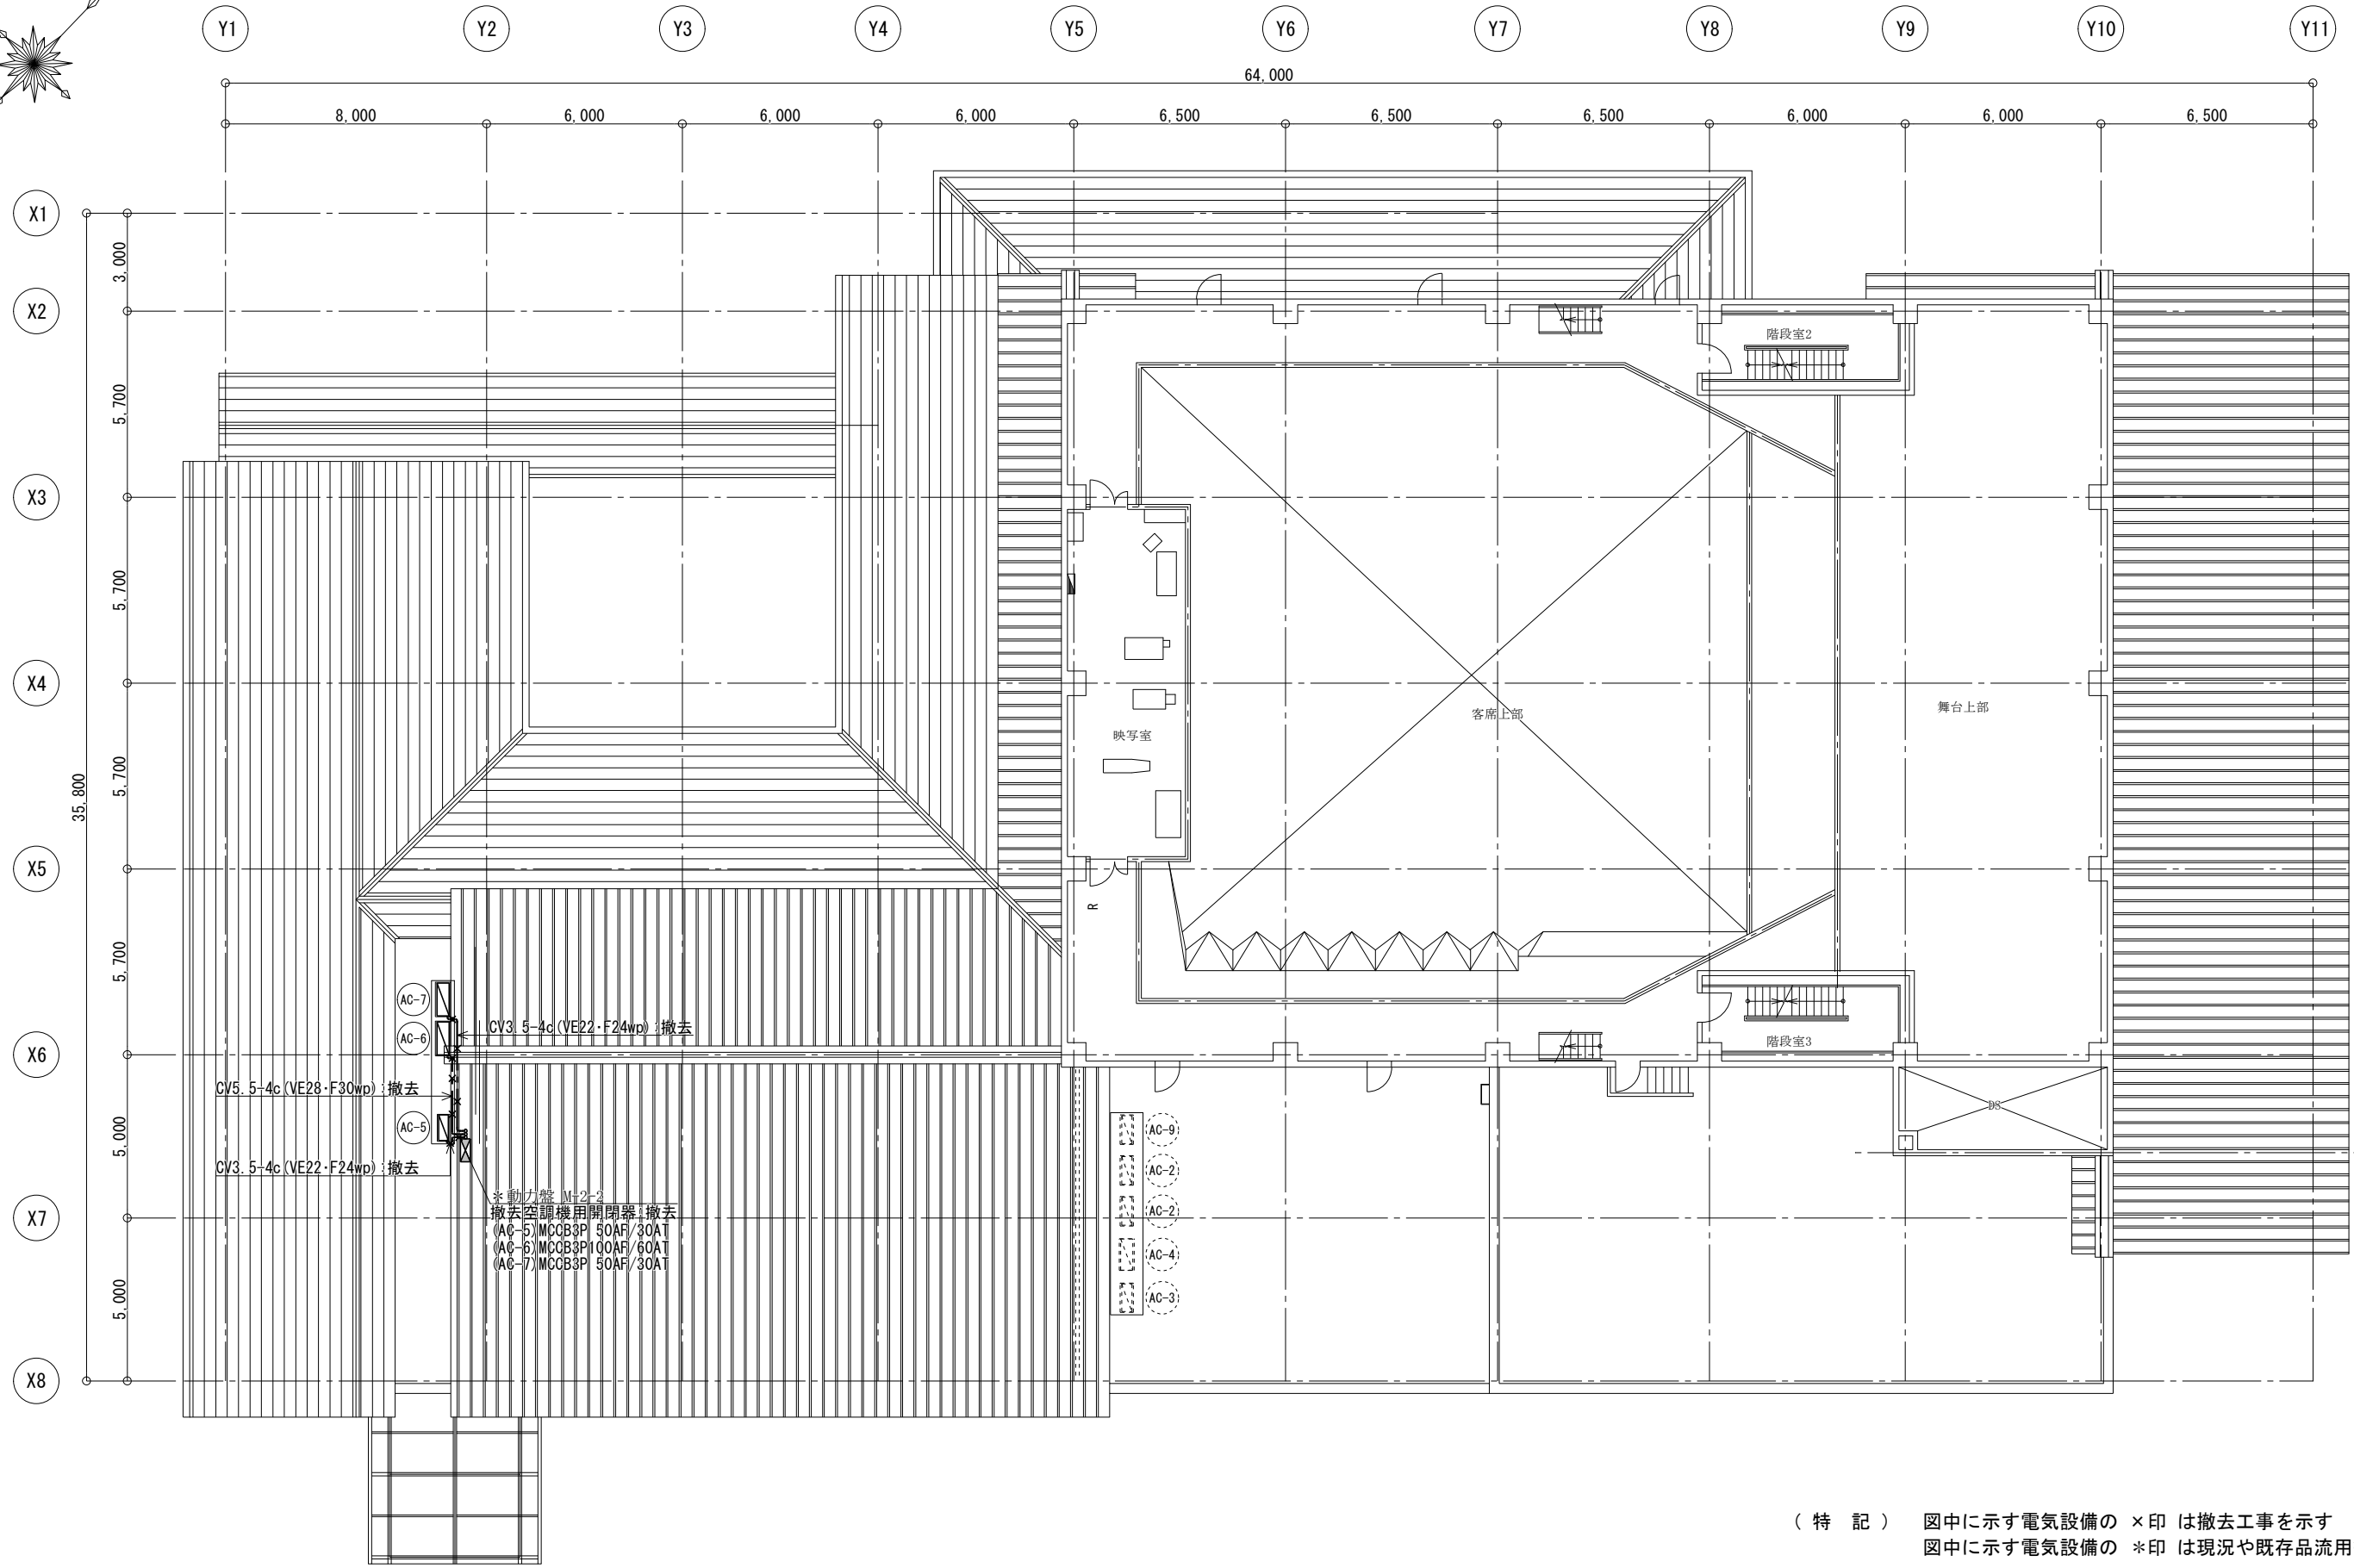 Y1 Y2 Y3 Y4 Y5 Y6 Y7 Y8 Y9 Y10 Y11
64,000
8,000 6,000 6,000 6,000 6,500 6,500 6,500 6,000 6,000 6,500
X1
3,000
X2
階段室2
5,700
X3
5,700
X4
舞台上部
客席上部
映写室
5,700
35,800
X5
R
5,700
AC-7
CV3.5-4c(VE22・F24wp):撤去
AC-6
階段室3
X6
CV5.5-4c(VE28・F30wp):撤去
DS
AC-5
AC-9
5,000
CV3.5-4c(VE22・F24wp):撤去
AC-2
*動力盤 M-2-2
撤去空調機用開閉器:撤去
AC-2
X7
(AC-5)MCCB3P 50AF/30AT
(AC-6)MCCB3P100AF/60AT
AC-4
(AC-7)MCCB3P 50AF/30AT
AC-3
5,000
X8
( 特 記 ) 図中に示す電気設備の ×印 は撤去工事を示す
図中に示す電気設備の *印 は現況や既存品流用